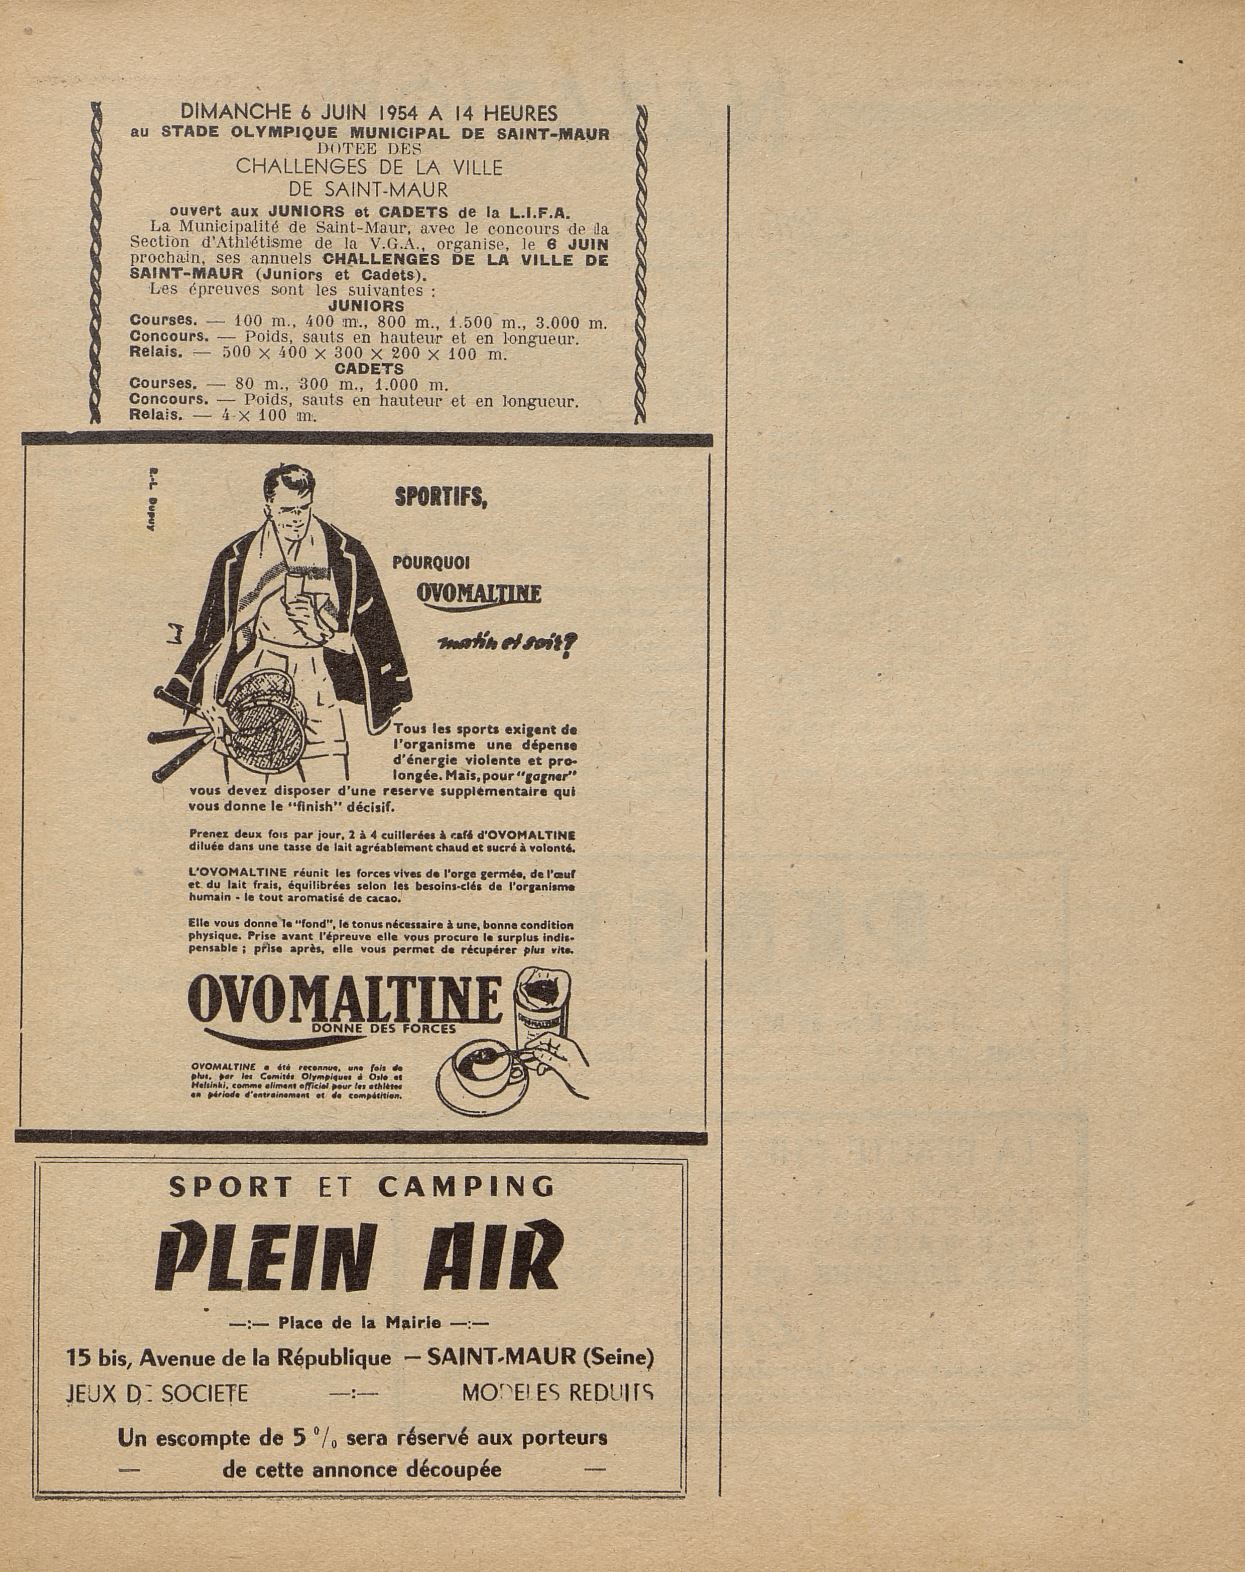 DIMANCHE 6 JUIN 1954 A 14 HEURES
au STADE OLYMPIQUE MUNICIPAL DE SAINT-MAUR
DOTEE DES
CHALLENGES DE LA VILLE
DE SAINT-MAUR
ouvert aux JUNIORS et CADETS de la L.I.F.A.
La Municipalité de Saint-Maur, avec le concours de la
Section d'Athlétisme de la V.G.A., organise, le 6 JUIN
prochain, ses annuels CHALLENGES DE LA VILLE DE
SAINT-MAUR (Juniors et Cadets).
Les épreuves sont les suivantes :
JUNIORS
Courses. — 100 m., 400 m., 800 m., 1.500 m., 3.000 m.
Concours. — Poids, sauts en hauteur et en longueur.
Relais. — 500 × 400 × 300 × 200 × 100 m.
CADETS
Courses. — 80 m., 300 m., 1.000 m.
Concours. — Poids, sauts en hauteur et en longueur.
Relais. — 4 × 100 m.
R.-L. Dupuy
SPORTIFS,
POURQUOI
OVOMALTINE
matin et soir?
Tous les sports exigent de
l'organisme une dépense
d'énergie violente et pro-
longée. Mais, pour "gagner"
vous devez disposer d'une reserve supplémentaire qui
vous donne le "finish" décisif.
Prenez deux fois par jour, 2 à 4 cuillerées à café d'OVOMALTINE
diluée dans une tasse de lait agréablement chaud et sucré à volonté.
L'OVOMALTINE réunit les forces vives de l'orge germée, de l'œuf
et du lait frais, équilibrées selon les besoins-clés de l'organisme
humain - le tout aromatisé de cacao.
Elle vous donne le "fond", le tonus nécessaire à une, bonne condition
physique. Prise avant l'épreuve elle vous procure le surplus indis-
pensable ; prise après, elle vous permet de récupérer plus vite.
OVOMALTINE
DONNE DES FORCES
OVOMALTINE a été reconnue, une fois de
plus, par les Comités Olympiques à Oslo et
Helsinki, comme aliment officiel pour les athlètes
en période d'entrainement et de compétition.
SPORT ET CAMPING
PLEIN AIR
—:— Place de la Mairie —:—
15 bis, Avenue de la République — SAINT-MAUR (Seine)
JEUX DE SOCIETE —:— MODELES REDUITS
Un escompte de 5 % sera réservé aux porteurs
— de cette annonce découpée —